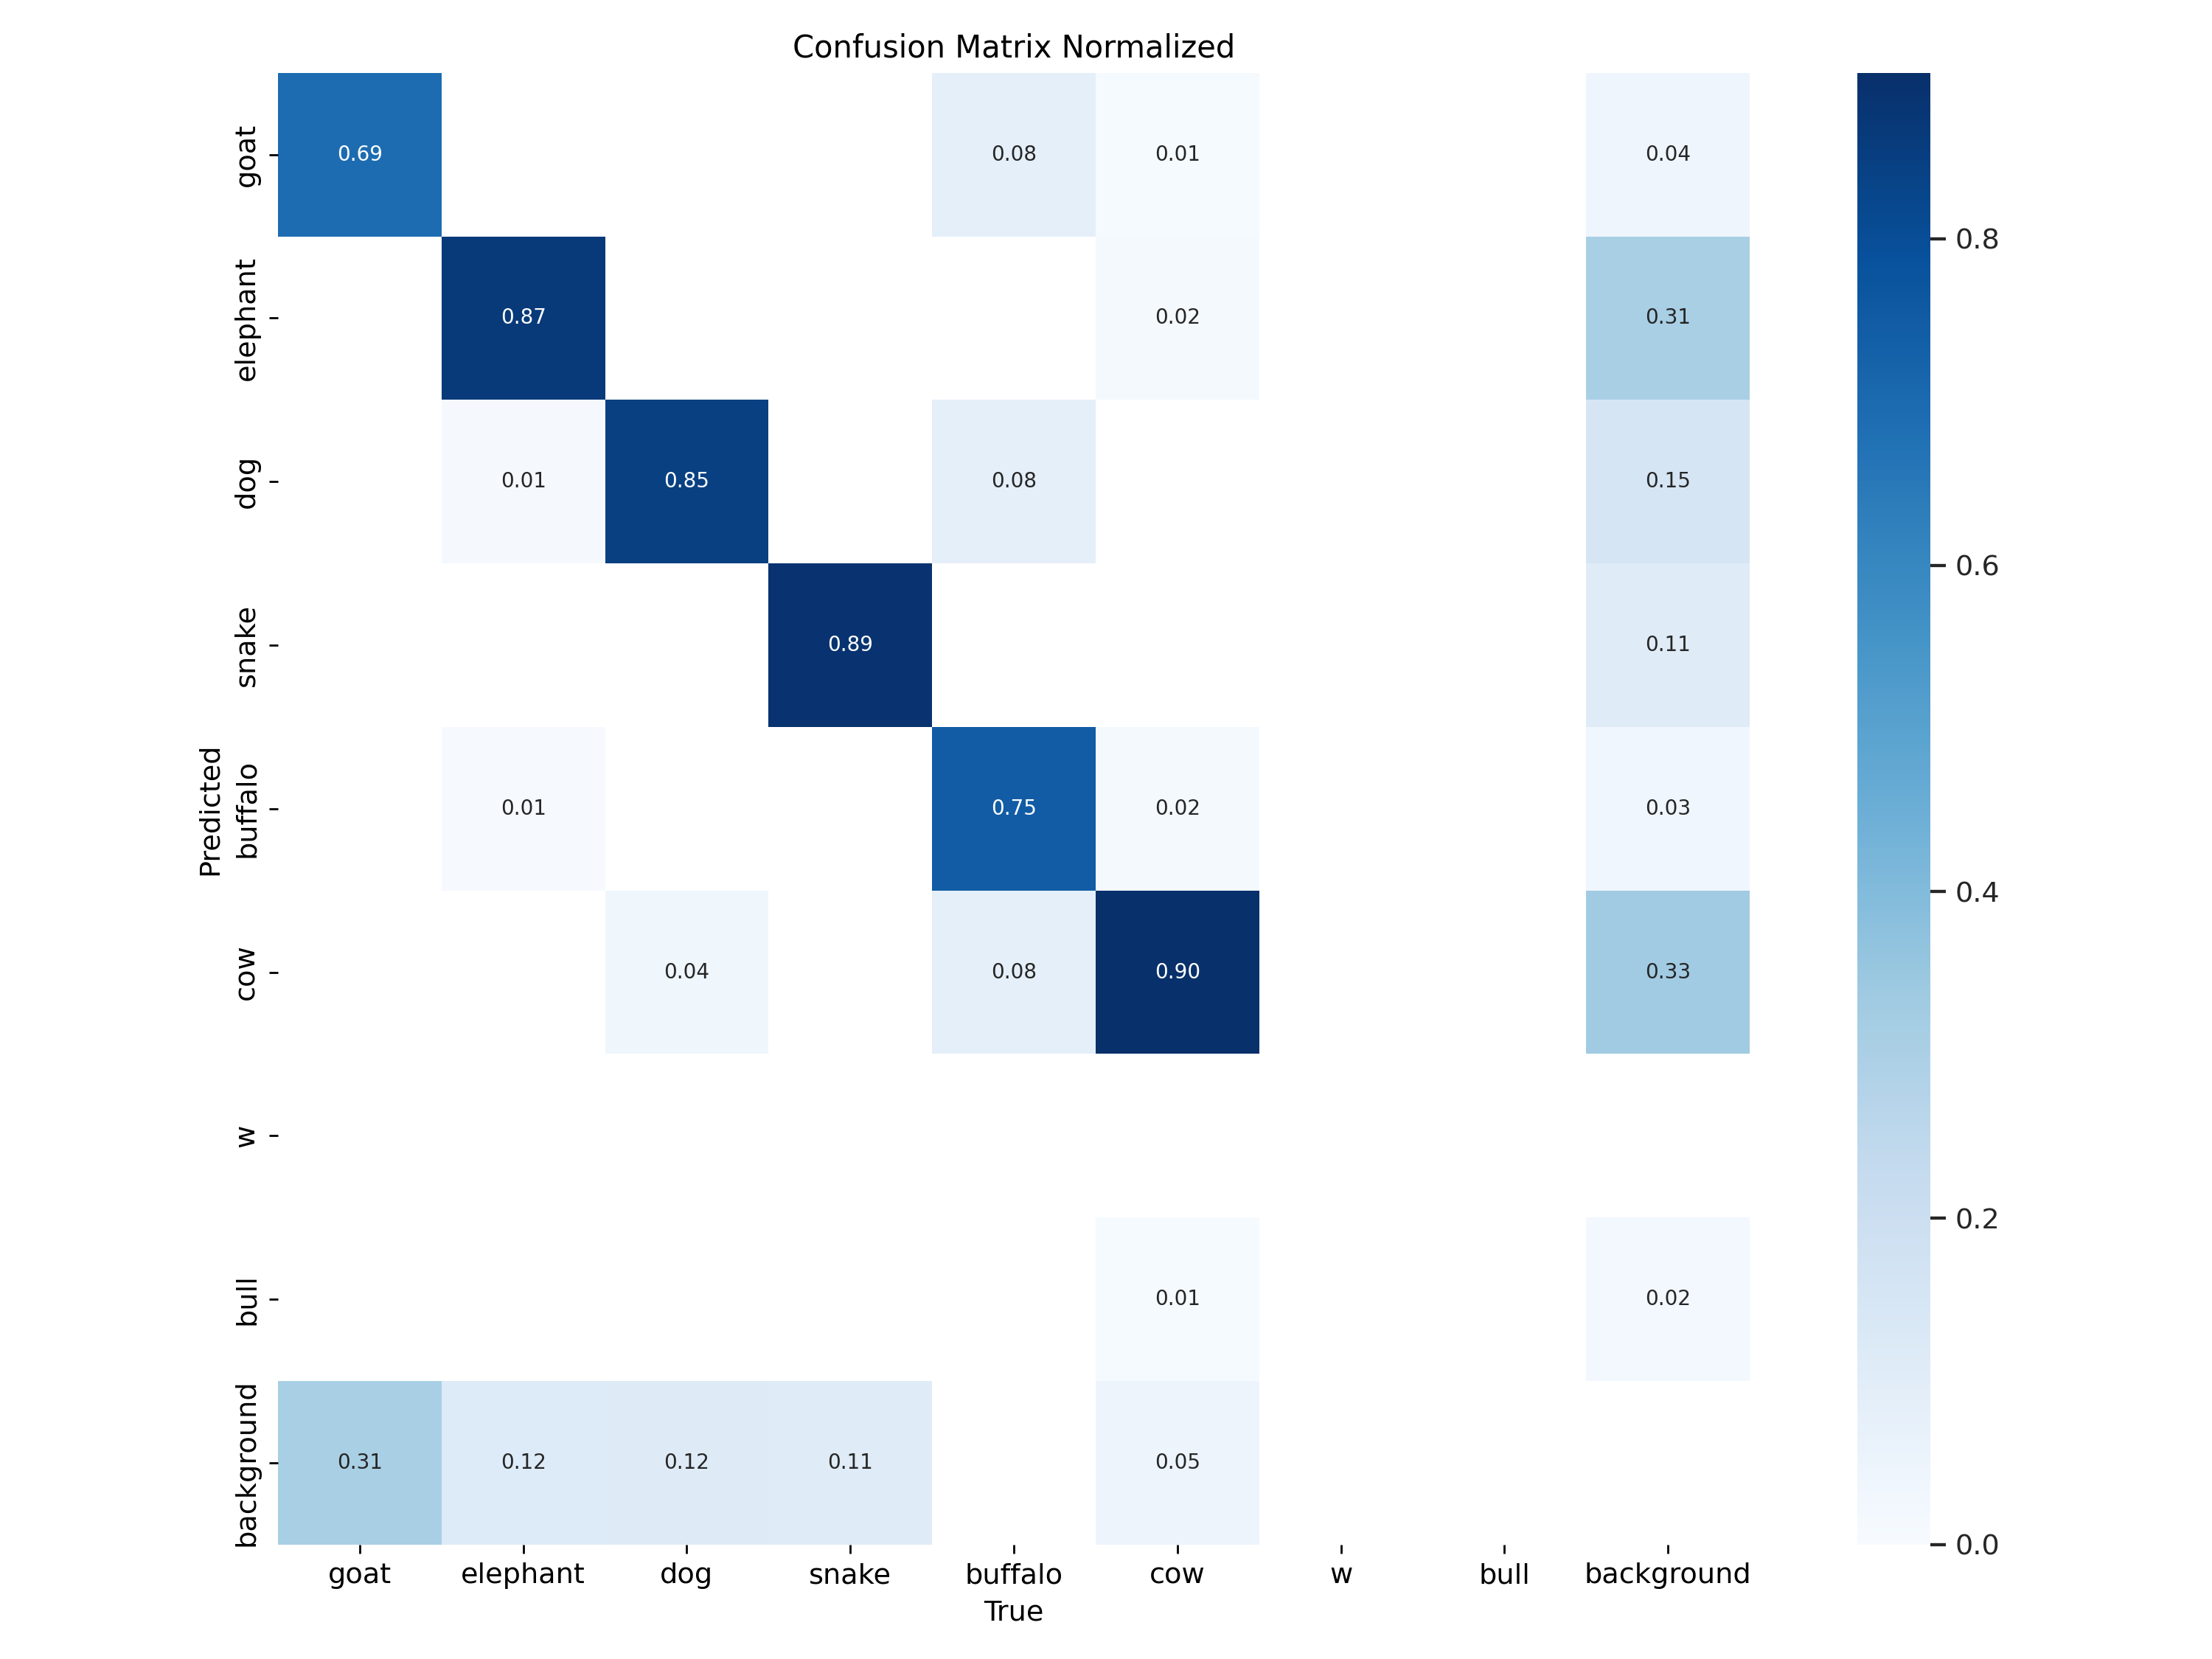 Confusion Matrix Normalized
goat 0.69 0.08 0.01 0.04
elephant 0.87 0.02 0.31
dog 0.01 0.85 0.08 0.15
snake 0.89 0.11
buffalo 0.01 0.75 0.02 0.03
cow 0.04 0.08 0.90 0.33
w
bull 0.01 0.02
background 0.31 0.12 0.12 0.11 0.05
Predicted
goat elephant dog snake buffalo cow w bull background
True
0.8
0.6
0.4
0.2
0.0